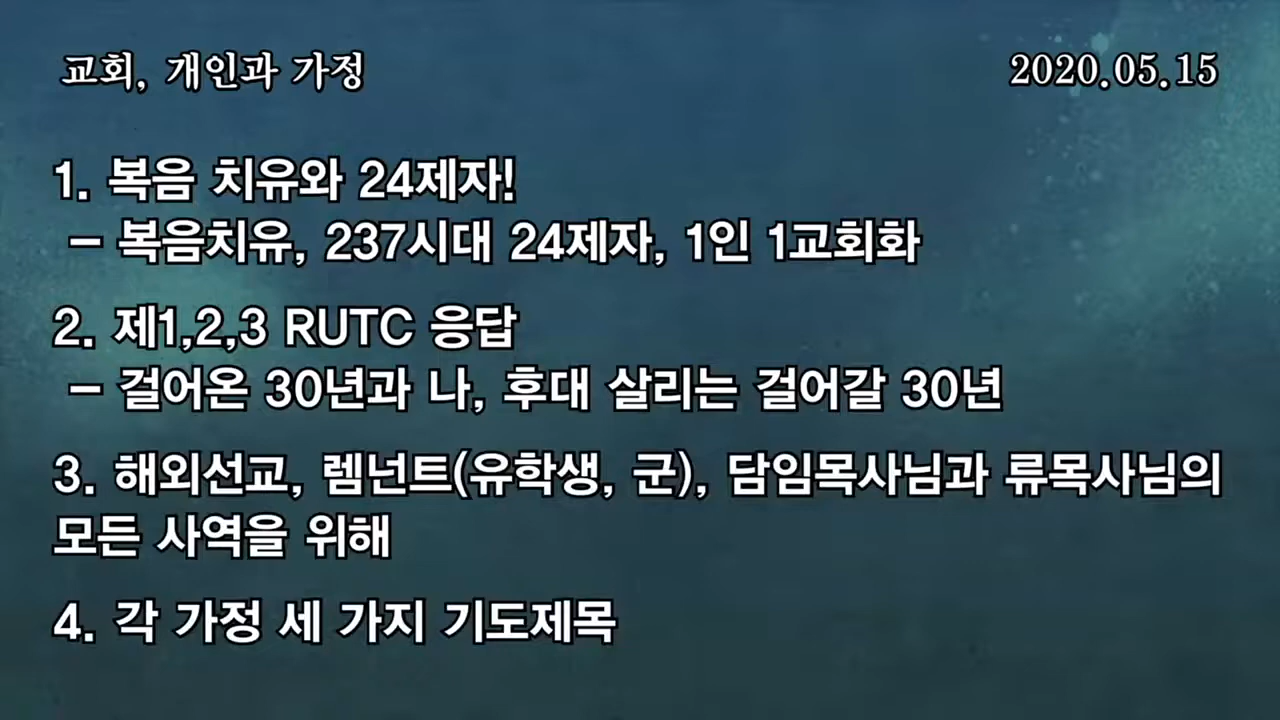 교회, 개인과 가정
2020.05.15
1. 복음 치유와 24제자!
– 복음치유, 237시대 24제자, 1인 1교회화
2. 제1,2,3 RUTC 응답
– 걸어온 30년과 나, 후대 살리는 걸어갈 30년
3. 해외선교, 렘넌트(유학생, 군), 담임목사님과 류목사님의
모든 사역을 위해
4. 각 가정 세 가지 기도제목